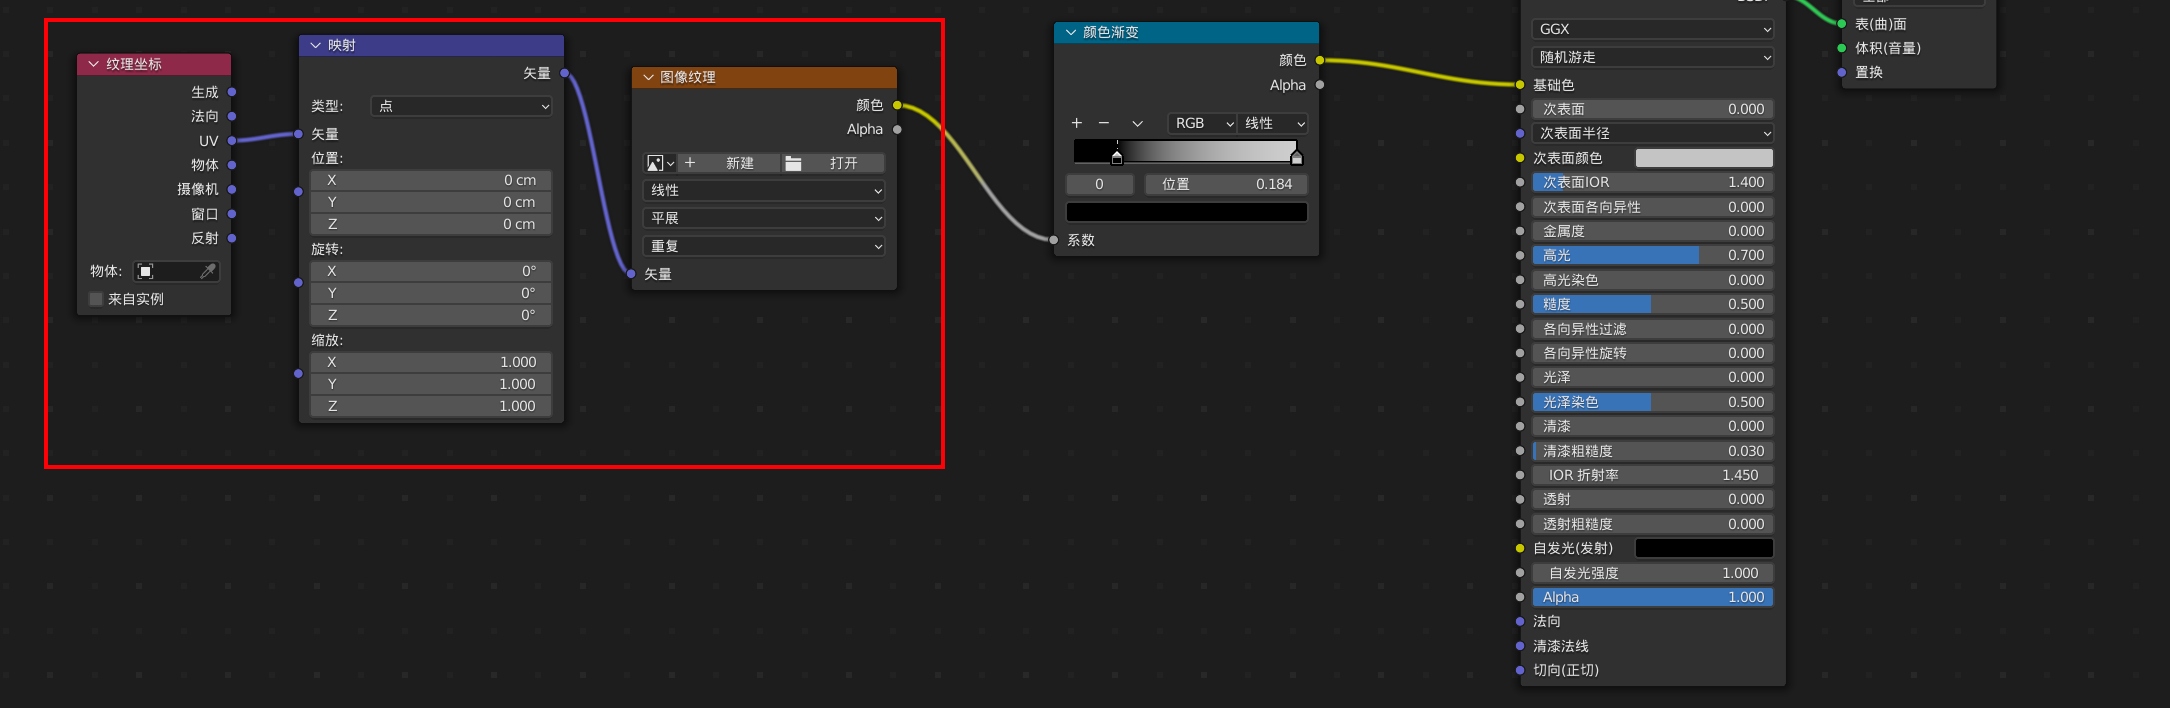 纹理坐标
生成
法向
UV
物体
摄像机
窗口
反射
物体:
来自实例
映射
矢量
类型: 点
矢量
位置:
X 0 cm
Y 0 cm
Z 0 cm
旋转:
X 0°
Y 0°
Z 0°
缩放:
X 1.000
Y 1.000
Z 1.000
图像纹理
颜色
Alpha
新建 打开
线性
平展
重复
矢量
颜色渐变
颜色
Alpha
RGB 线性
0 位置 0.184
系数
GGX
随机游走
基础色
次表面 0.000
次表面半径
次表面颜色
次表面IOR 1.400
次表面各向异性 0.000
金属度 0.000
高光 0.700
高光染色 0.000
糙度 0.500
各向异性过滤 0.000
各向异性旋转 0.000
光泽 0.000
光泽染色 0.500
清漆 0.000
清漆粗糙度 0.030
IOR 折射率 1.450
透射 0.000
透射粗糙度 0.000
自发光(发射)
自发光强度 1.000
Alpha 1.000
法向
清漆法线
切向(正切)
表(曲)面
体积(音量)
置换